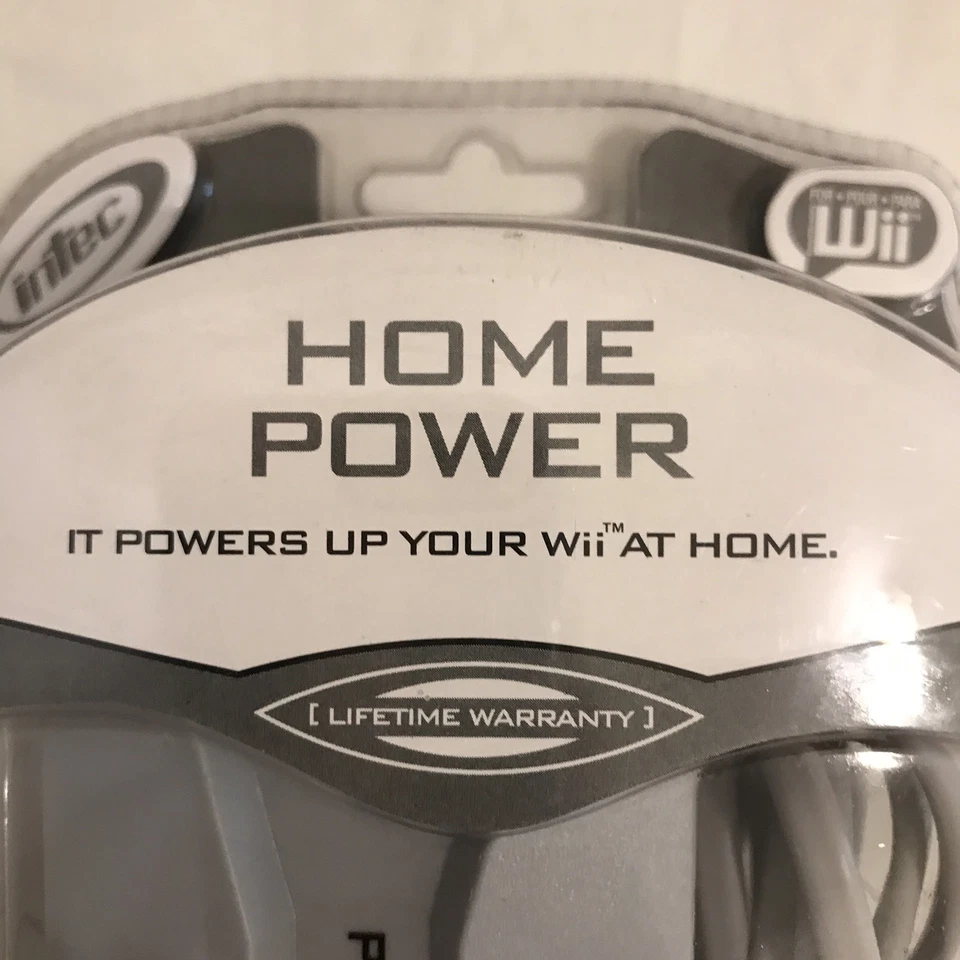 intec
FOR • POUR • PARA
Wii
HOME
POWER
IT POWERS UP YOUR Wii™ AT HOME.
[ LIFETIME WARRANTY ]
P